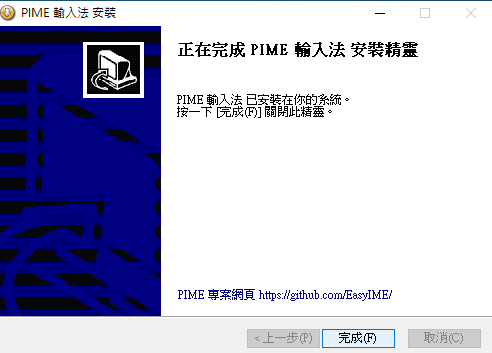 PIME 輸入法 安裝
正在完成 PIME 輸入法 安裝精靈
PIME 輸入法 已安裝在你的系統。
按一下 [完成(F)] 關閉此精靈。
PIME 專案網頁 https://github.com/EasyIME/
< 上一步(P)
完成(F)
取消(C)